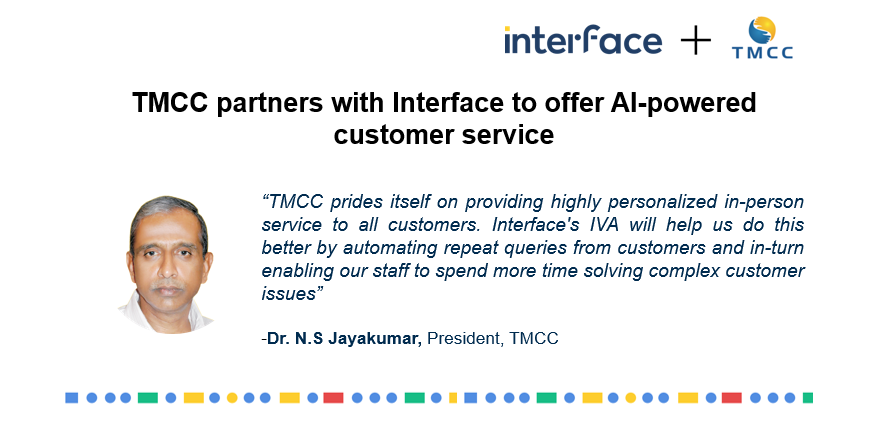 interface + TMCC
TMCC partners with Interface to offer AI-powered
customer service
“TMCC prides itself on providing highly personalized in-person
service to all customers. Interface's IVA will help us do this
better by automating repeat queries from customers and in-turn
enabling our staff to spend more time solving complex customer
issues”
-Dr. N.S Jayakumar, President, TMCC